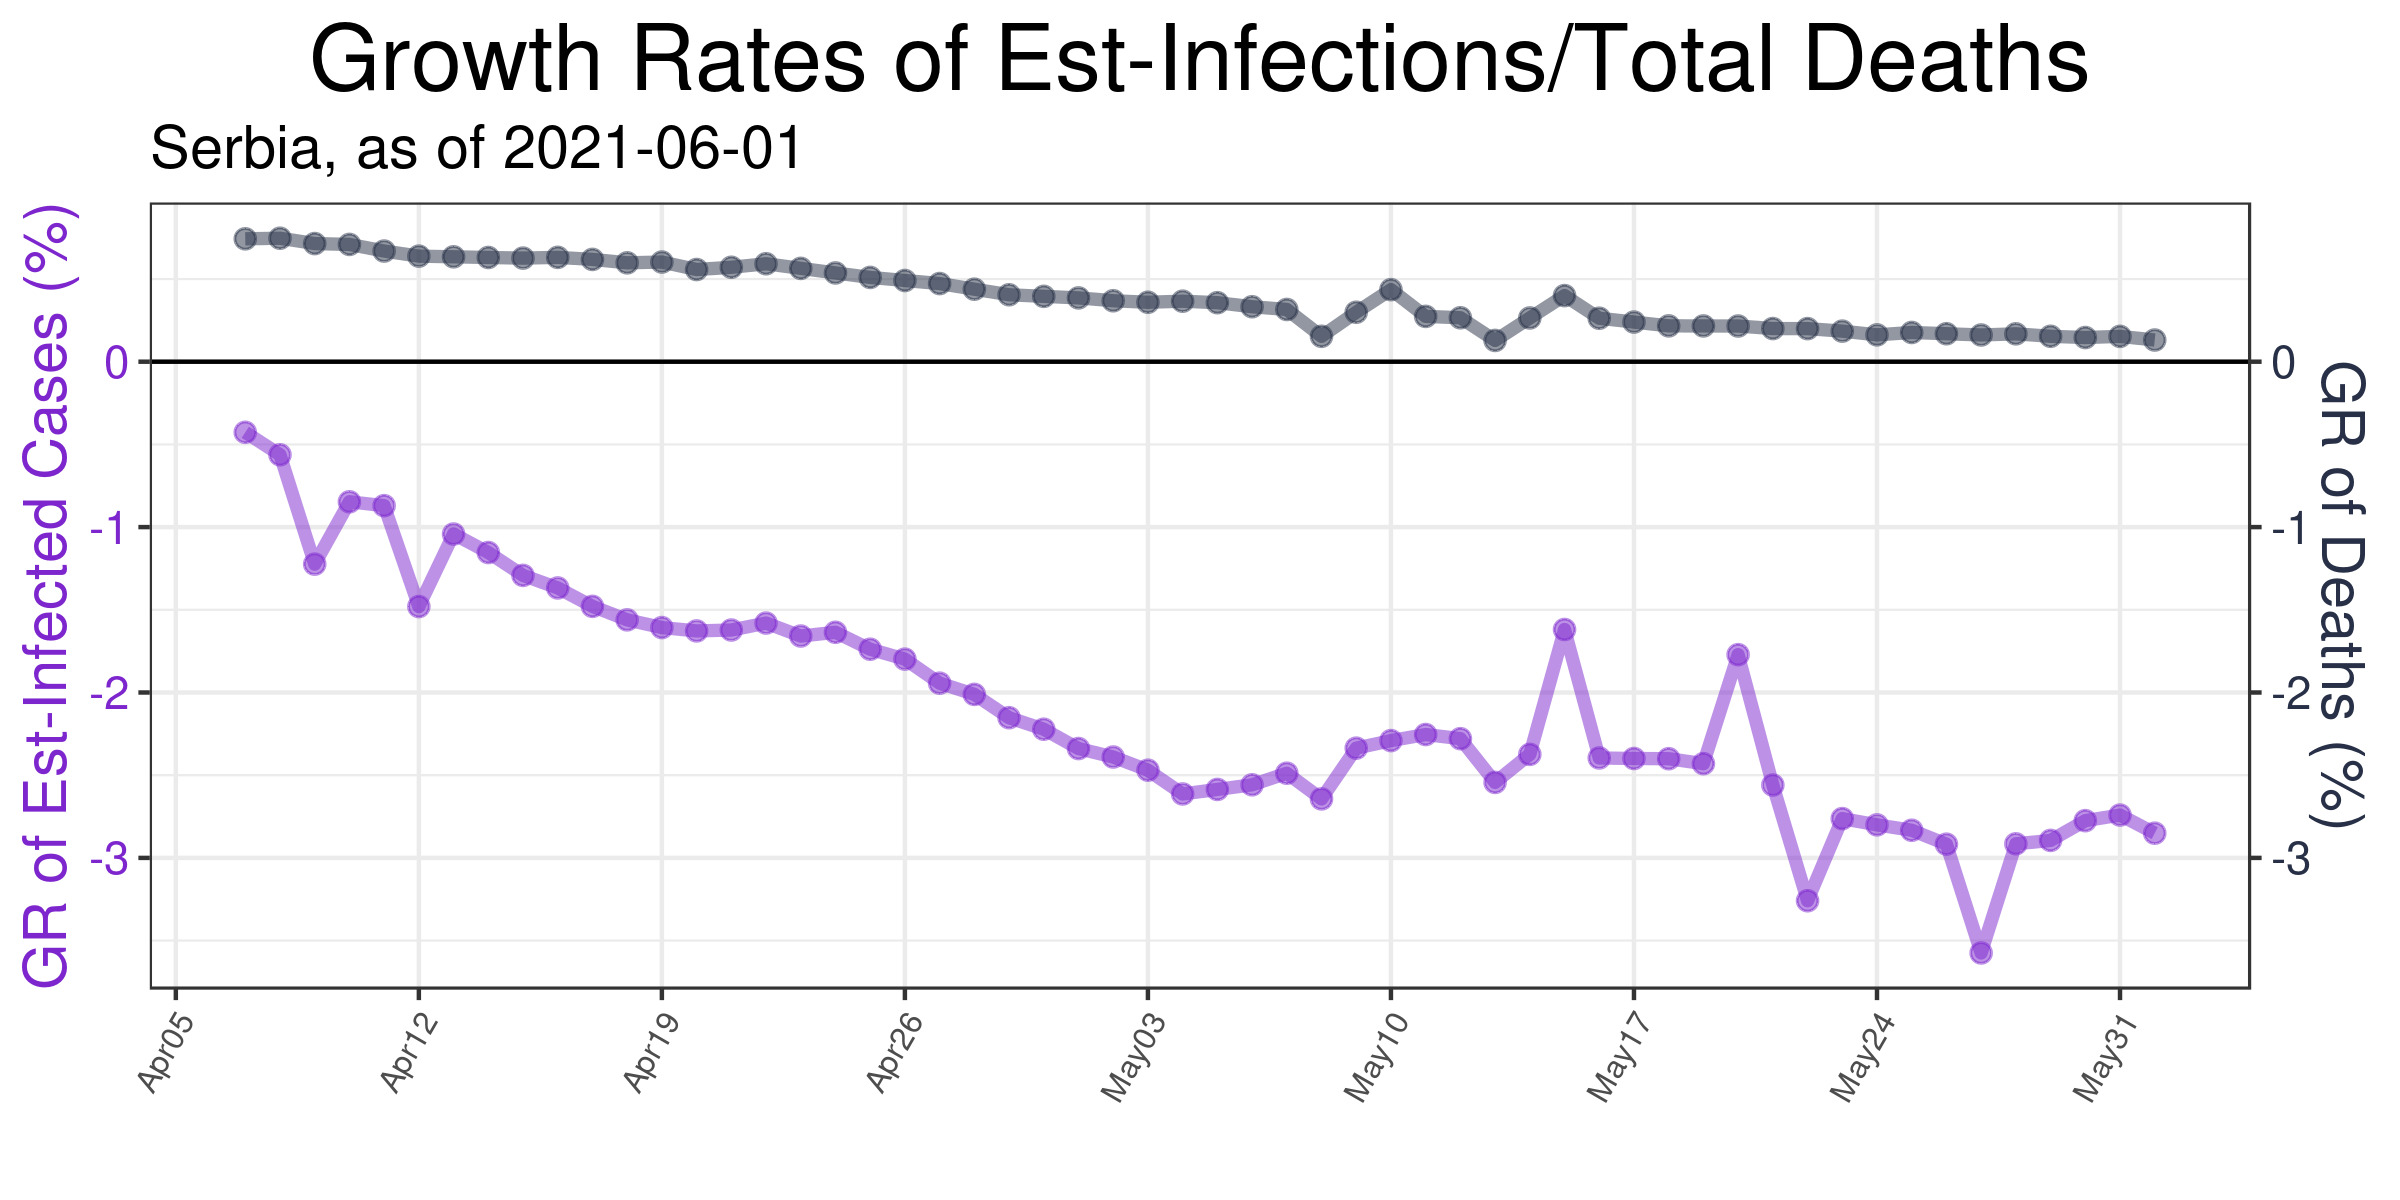 Growth Rates of Est-Infections/Total Deaths
Serbia, as of 2021-06-01
GR of Est-Infected Cases (%)
0
-1
-2
-3
0
-1
-2
-3
GR of Deaths (%)
Apr05
Apr12
Apr19
Apr26
May03
May10
May17
May24
May31